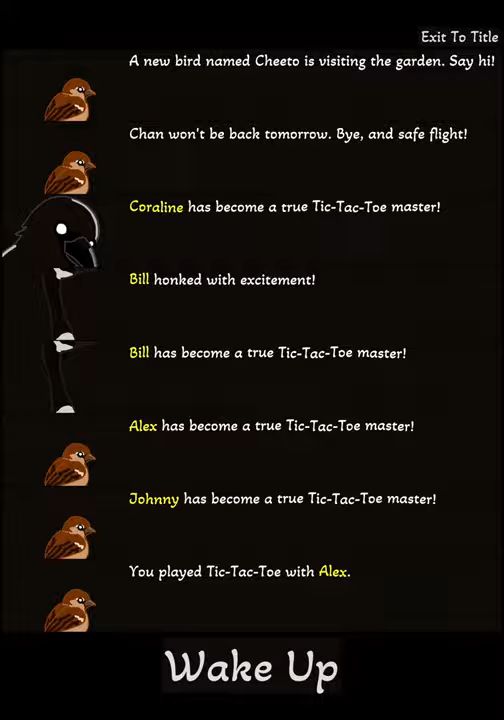 Exit To Title
A new bird named Cheeto is visiting the garden. Say hi!
Chan won't be back tomorrow. Bye, and safe flight!
Coraline has become a true Tic-Tac-Toe master!
Bill honked with excitement!
Bill has become a true Tic-Tac-Toe master!
Alex has become a true Tic-Tac-Toe master!
Johnny has become a true Tic-Tac-Toe master!
You played Tic-Tac-Toe with Alex.
Wake Up